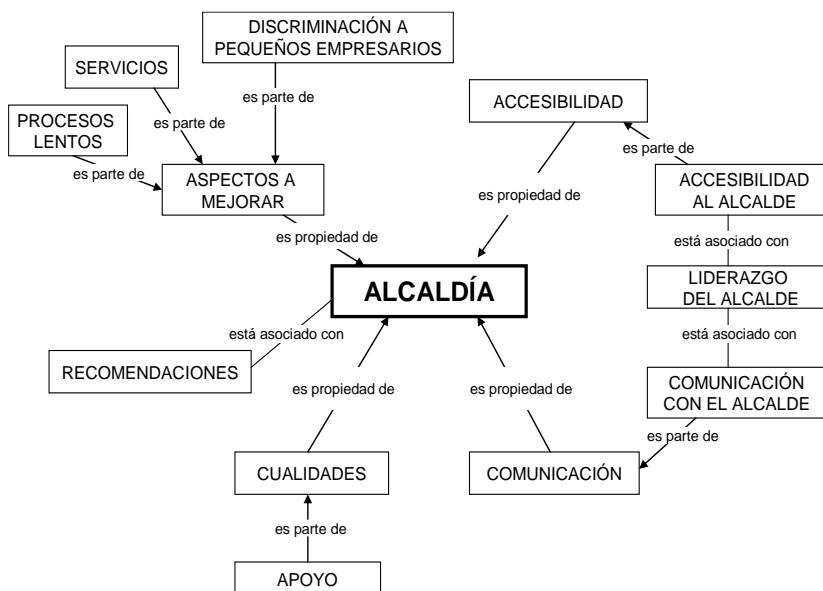 DISCRIMINACIÓN A
PEQUEÑOS EMPRESARIOS
SERVICIOS
es parte de
ACCESIBILIDAD
PROCESOS
LENTOS
es parte de
es parte de
es parte de
ASPECTOS A
MEJORAR
ACCESIBILIDAD
AL ALCALDE
es propiedad de
es propiedad de
está asociado con
ALCALDÍA
LIDERAZGO
DEL ALCALDE
está asociado con
está asociado con
RECOMENDACIONES
COMUNICACIÓN
CON EL ALCALDE
es propiedad de
es propiedad de
es parte de
CUALIDADES
COMUNICACIÓN
es parte de
APOYO